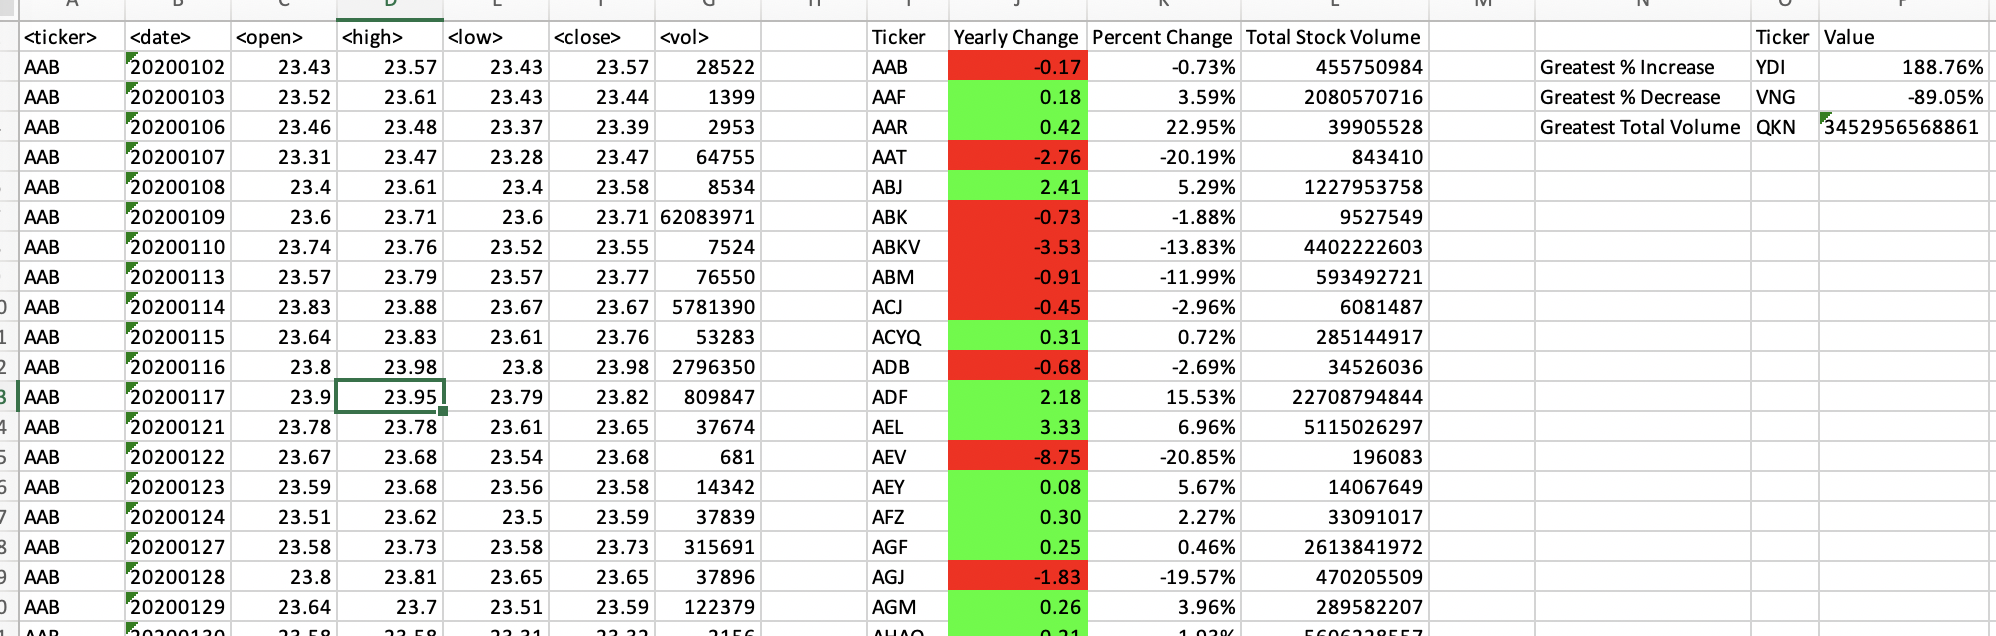 <ticker> <date> <open> <high> <low> <close> <vol> Ticker Yearly Change Percent Change Total Stock Volume Ticker Value
AAB 20200102 23.43 23.57 23.43 23.57 28522 AAB -0.17 -0.73% 455750984 Greatest % Increase YDI 188.76%
AAB 20200103 23.52 23.61 23.43 23.44 1399 AAF 0.18 3.59% 2080570716 Greatest % Decrease VNG -89.05%
AAB 20200106 23.46 23.48 23.37 23.39 2953 AAR 0.42 22.95% 39905528 Greatest Total Volume QKN 3452956568861
AAB 20200107 23.31 23.47 23.28 23.47 64755 AAT -2.76 -20.19% 843410
AAB 20200108 23.4 23.61 23.4 23.58 8534 ABJ 2.41 5.29% 1227953758
AAB 20200109 23.6 23.71 23.6 23.71 62083971 ABK -0.73 -1.88% 9527549
AAB 20200110 23.74 23.76 23.52 23.55 7524 ABKV -3.53 -13.83% 4402222603
AAB 20200113 23.57 23.79 23.57 23.77 76550 ABM -0.91 -11.99% 593492721
AAB 20200114 23.83 23.88 23.67 23.67 5781390 ACJ -0.45 -2.96% 6081487
AAB 20200115 23.64 23.83 23.61 23.76 53283 ACYQ 0.31 0.72% 285144917
AAB 20200116 23.8 23.98 23.8 23.98 2796350 ADB -0.68 -2.69% 34526036
AAB 20200117 23.9 23.95 23.79 23.82 809847 ADF 2.18 15.53% 22708794844
AAB 20200121 23.78 23.78 23.61 23.65 37674 AEL 3.33 6.96% 5115026297
AAB 20200122 23.67 23.68 23.54 23.68 681 AEV -8.75 -20.85% 196083
AAB 20200123 23.59 23.68 23.56 23.58 14342 AEY 0.08 5.67% 14067649
AAB 20200124 23.51 23.62 23.5 23.59 37839 AFZ 0.30 2.27% 33091017
AAB 20200127 23.58 23.73 23.58 23.73 315691 AGF 0.25 0.46% 2613841972
AAB 20200128 23.8 23.81 23.65 23.65 37896 AGJ -1.83 -19.57% 470205509
AAB 20200129 23.64 23.7 23.51 23.59 122379 AGM 0.26 3.96% 289582207